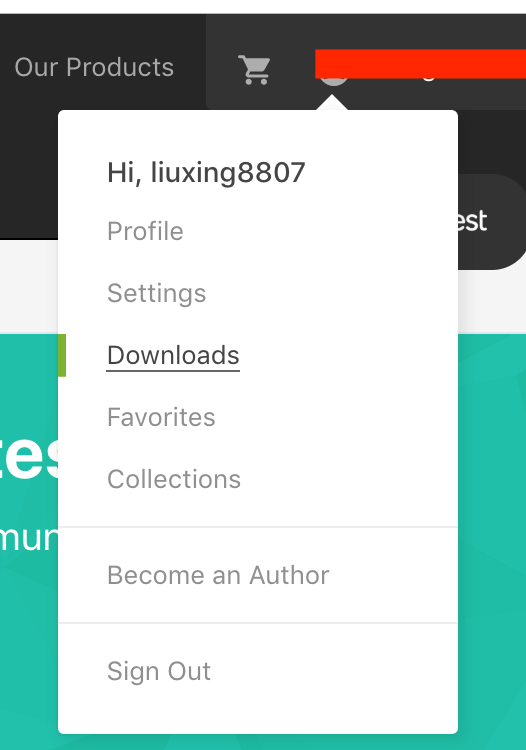 Our Products
Hi, liuxing8807
Profile
est
Settings
Downloads
Favorites
tes
Collections
mun
Become an Author
Sign Out